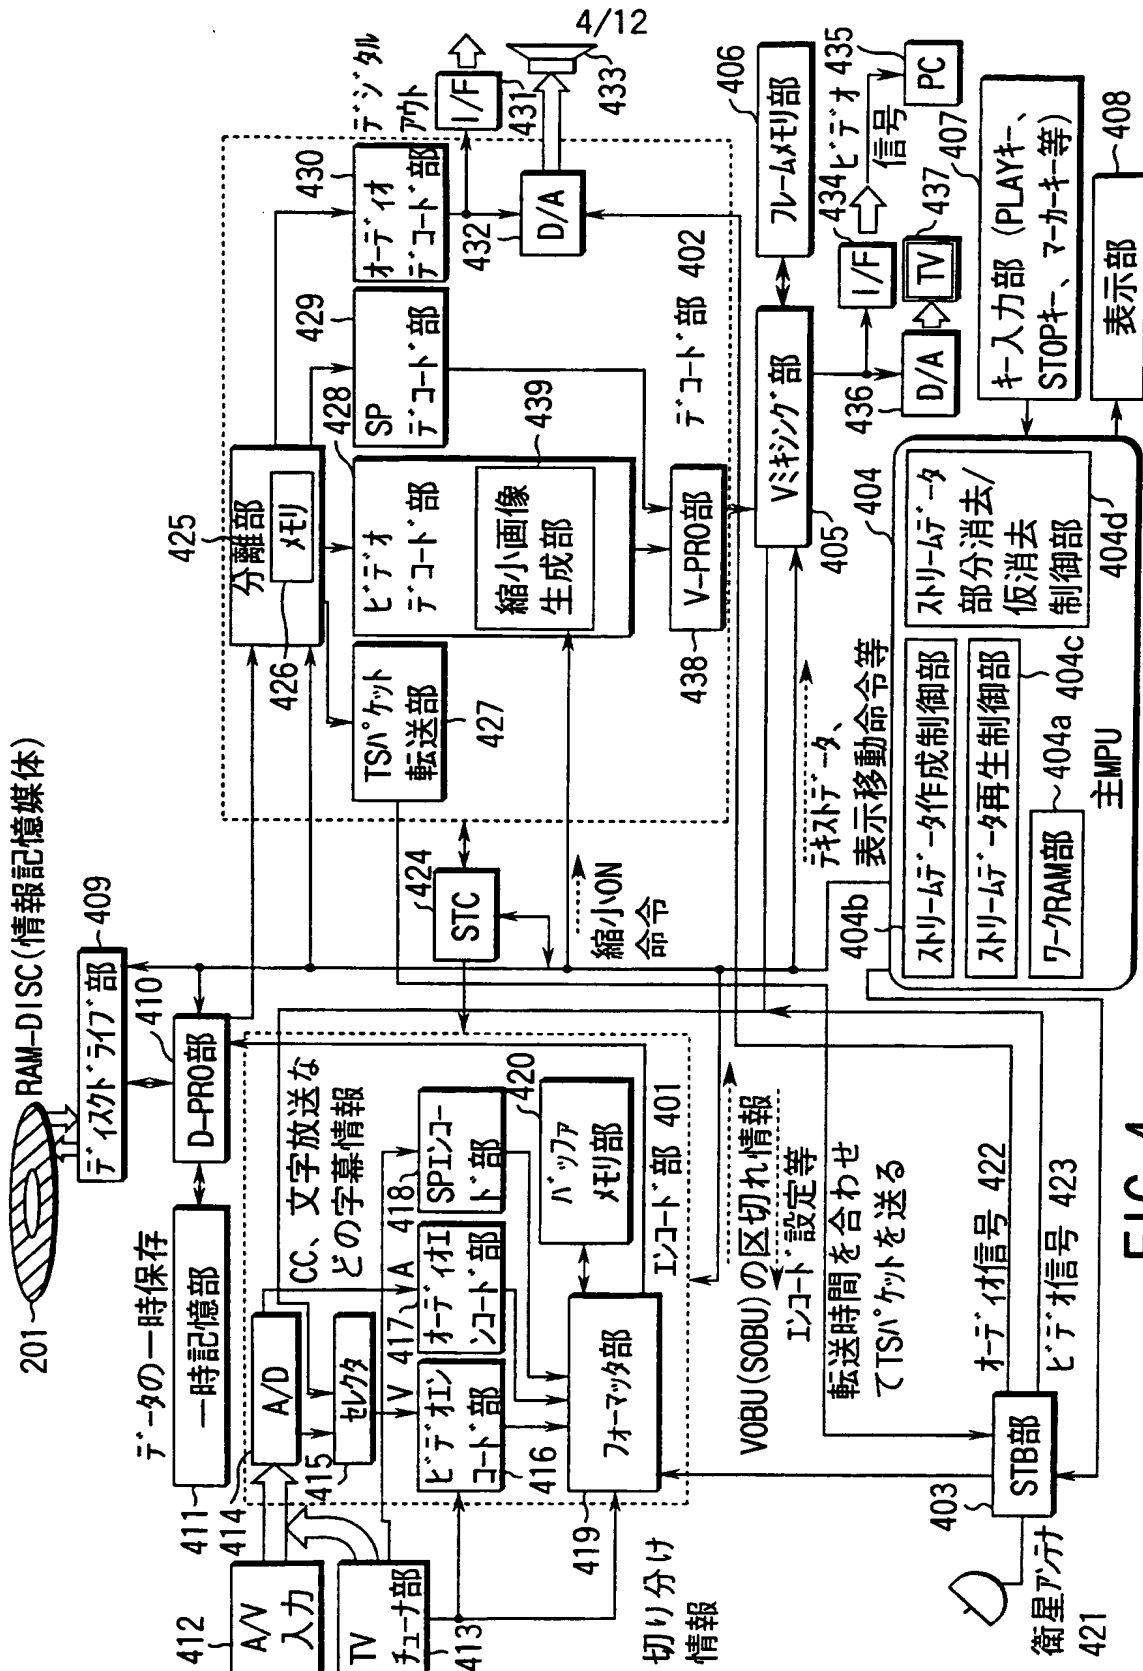 4/12
201
RAM-DISC(情報記憶媒体)
ディスクドライブ部
409
410
D-PRO部
データの一時保存
一時記憶部
411
412
A/V
入力
TV
チューナ部
413
414
A/D
415
セレクタ
CC、文字放送な
どの字幕情報
V
A
ビデオエン
コード部
416
417
オーディオエ
ンコード部
418
SPエンコー
ド部
フォーマッタ部
419
420
バッファ
メモリ部
エンコード部 401
切り分け
情報
STC
424
縮小ON
命令
425
分離部
メモリ
426
TSパケット
転送部
427
428
ビデオ
デコード部
縮小画像
生成部
439
429
SP
デコード部
430
オーディオ
デコード部
デコード部 402
V-PRO部
438
432
D/A
デジタル
アウト
I/F
431
433
Vミキシング部
405
フレームメモリ部
406
434
I/F
ビデオ
信号
435
PC
436
D/A
TV
437
キー入力部 (PLAYキー、
STOPキー、マーカーキー等)
407
表示部
408
テキストデータ、
表示移動命令等
404
404b
ストリームデータ作成制御部
ストリームデータ再生制御部
404c
ワークRAM部
404a
ストリームデータ
部分消去/
仮消去
制御部
404d
主MPU
VOBU(SOBU)の区切れ情報
エンコード設定等
転送時間を合わせ
てTSパケットを送る
オーディオ信号 422
ビデオ信号 423
STB部
403
衛星アンテナ
421
FIG.4